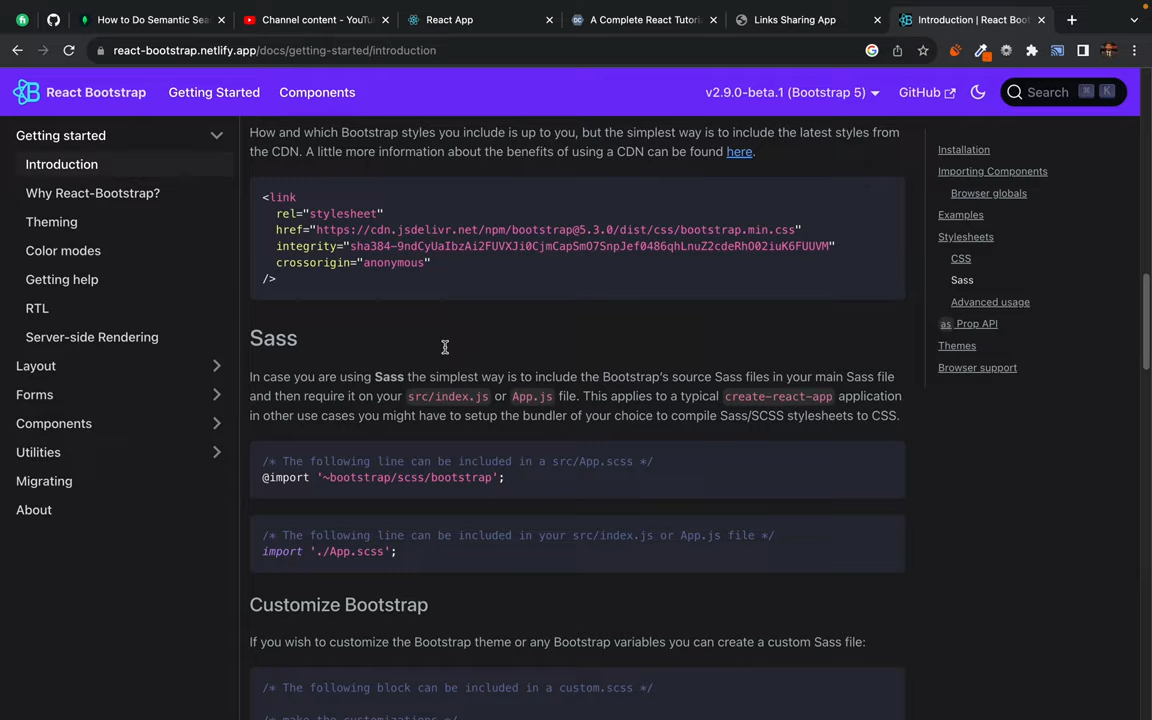 How to Do Semantic Sea
Channel content - YouTu
React App
A Complete React Tutori
Links Sharing App
Introduction | React Boot
react-bootstrap.netlify.app/docs/getting-started/introduction
React Bootstrap
Getting Started
Components
v2.9.0-beta.1 (Bootstrap 5)
GitHub
Search
⌘
K
Getting started
Introduction
Why React-Bootstrap?
Theming
Color modes
Getting help
RTL
Server-side Rendering
Layout
Forms
Components
Utilities
Migrating
About
How and which Bootstrap styles you include is up to you, but the simplest way is to include the latest styles from
the CDN. A little more information about the benefits of using a CDN can be found here.
<link
rel="stylesheet"
href="https://cdn.jsdelivr.net/npm/bootstrap@5.3.0/dist/css/bootstrap.min.css"
integrity="sha384-9ndCyUaIbzAi2FUVXJi0CjmCapSmO7SnpJef0486qhLnuZ2cdeRhO02iuK6FUUVM"
crossorigin="anonymous"
/>
Sass
In case you are using Sass the simplest way is to include the Bootstrap's source Sass files in your main Sass file
and then require it on your src/index.js or App.js file. This applies to a typical create-react-app application
in other use cases you might have to setup the bundler of your choice to compile Sass/SCSS stylesheets to CSS.
/* The following line can be included in a src/App.scss */
@import '~bootstrap/scss/bootstrap';
/* The following line can be included in your src/index.js or App.js file */
import './App.scss';
Customize Bootstrap
If you wish to customize the Bootstrap theme or any Bootstrap variables you can create a custom Sass file:
/* The following block can be included in a custom.scss */
/* make the customizations */
Installation
Importing Components
Browser globals
Examples
Stylesheets
CSS
Sass
Advanced usage
as Prop API
Themes
Browser support